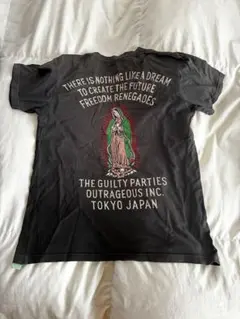 THERE IS NOTHING LIKE A DREAM
TO CREATE THE FUTURE
FREEDOM RENEGADES
THE GUILTY PARTIES
OUTRAGEOUS INC.
TOKYO JAPAN